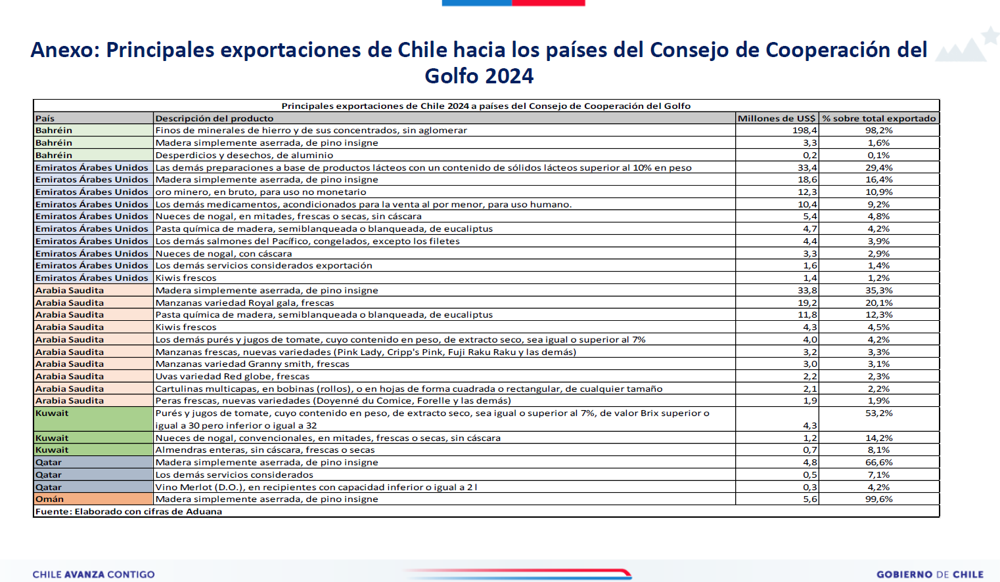 Anexo: Principales exportaciones de Chile hacia los países del Consejo de Cooperación del
Golfo 2024
Principales exportaciones de Chile 2024 a países del Consejo de Cooperación del Golfo
País Descripción del producto Millones de US$ % sobre total exportado
Bahréin Finos de minerales de hierro y de sus concentrados, sin aglomerar 198,4 98,2%
Bahréin Madera simplemente aserrada, de pino insigne 3,3 1,6%
Bahréin Desperdicios y desechos, de aluminio 0,2 0,1%
Emiratos Árabes Unidos Las demás preparaciones a base de productos lácteos con un contenido de sólidos lácteos superior al 10% en peso 33,4 29,4%
Emiratos Árabes Unidos Madera simplemente aserrada, de pino insigne 18,6 16,4%
Emiratos Árabes Unidos oro minero, en bruto, para uso no monetario 12,3 10,9%
Emiratos Árabes Unidos Los demás medicamentos, acondicionados para la venta al por menor, para uso humano. 10,4 9,2%
Emiratos Árabes Unidos Nueces de nogal, en mitades, frescas o secas, sin cáscara 5,4 4,8%
Emiratos Árabes Unidos Pasta química de madera, semiblanqueada o blanqueada, de eucaliptus 4,7 4,2%
Emiratos Árabes Unidos Los demás salmones del Pacífico, congelados, excepto los filetes 4,4 3,9%
Emiratos Árabes Unidos Nueces de nogal, con cáscara 3,3 2,9%
Emiratos Árabes Unidos Los demás servicios considerados exportación 1,6 1,4%
Emiratos Árabes Unidos Kiwis frescos 1,4 1,2%
Arabia Saudita Madera simplemente aserrada, de pino insigne 33,8 35,3%
Arabia Saudita Manzanas variedad Royal gala, frescas 19,2 20,1%
Arabia Saudita Pasta química de madera, semiblanqueada o blanqueada, de eucaliptus 11,8 12,3%
Arabia Saudita Kiwis frescos 4,3 4,5%
Arabia Saudita Los demás purés y jugos de tomate, cuyo contenido en peso, de extracto seco, sea igual o superior al 7% 4,0 4,2%
Arabia Saudita Manzanas frescas, nuevas variedades (Pink Lady, Cripp's Pink, Fuji Raku Raku y las demás) 3,2 3,3%
Arabia Saudita Manzanas variedad Granny smith, frescas 3,0 3,1%
Arabia Saudita Uvas variedad Red globe, frescas 2,2 2,3%
Arabia Saudita Cartulinas multicapas, en bobinas (rollos), o en hojas de forma cuadrada o rectangular, de cualquier tamaño 2,1 2,2%
Arabia Saudita Peras frescas, nuevas variedades (Doyenné du Comice, Forelle y las demás) 1,9 1,9%
Kuwait Purés y jugos de tomate, cuyo contenido en peso, de extracto seco, sea igual o superior al 7%, de valor Brix superior o 53,2%
igual a 30 pero inferior o igual a 32 4,3
Kuwait Nueces de nogal, convencionales, en mitades, frescas o secas, sin cáscara 1,2 14,2%
Kuwait Almendras enteras, sin cáscara, frescas o secas 0,7 8,1%
Qatar Madera simplemente aserrada, de pino insigne 4,8 66,6%
Qatar Los demás servicios considerados 0,5 7,1%
Qatar Vino Merlot (D.O.), en recipientes con capacidad inferior o igual a 2 l 0,3 4,2%
Omán Madera simplemente aserrada, de pino insigne 5,6 99,6%
Fuente: Elaborado con cifras de Aduana
CHILE AVANZA CONTIGO GOBIERNO DE CHILE